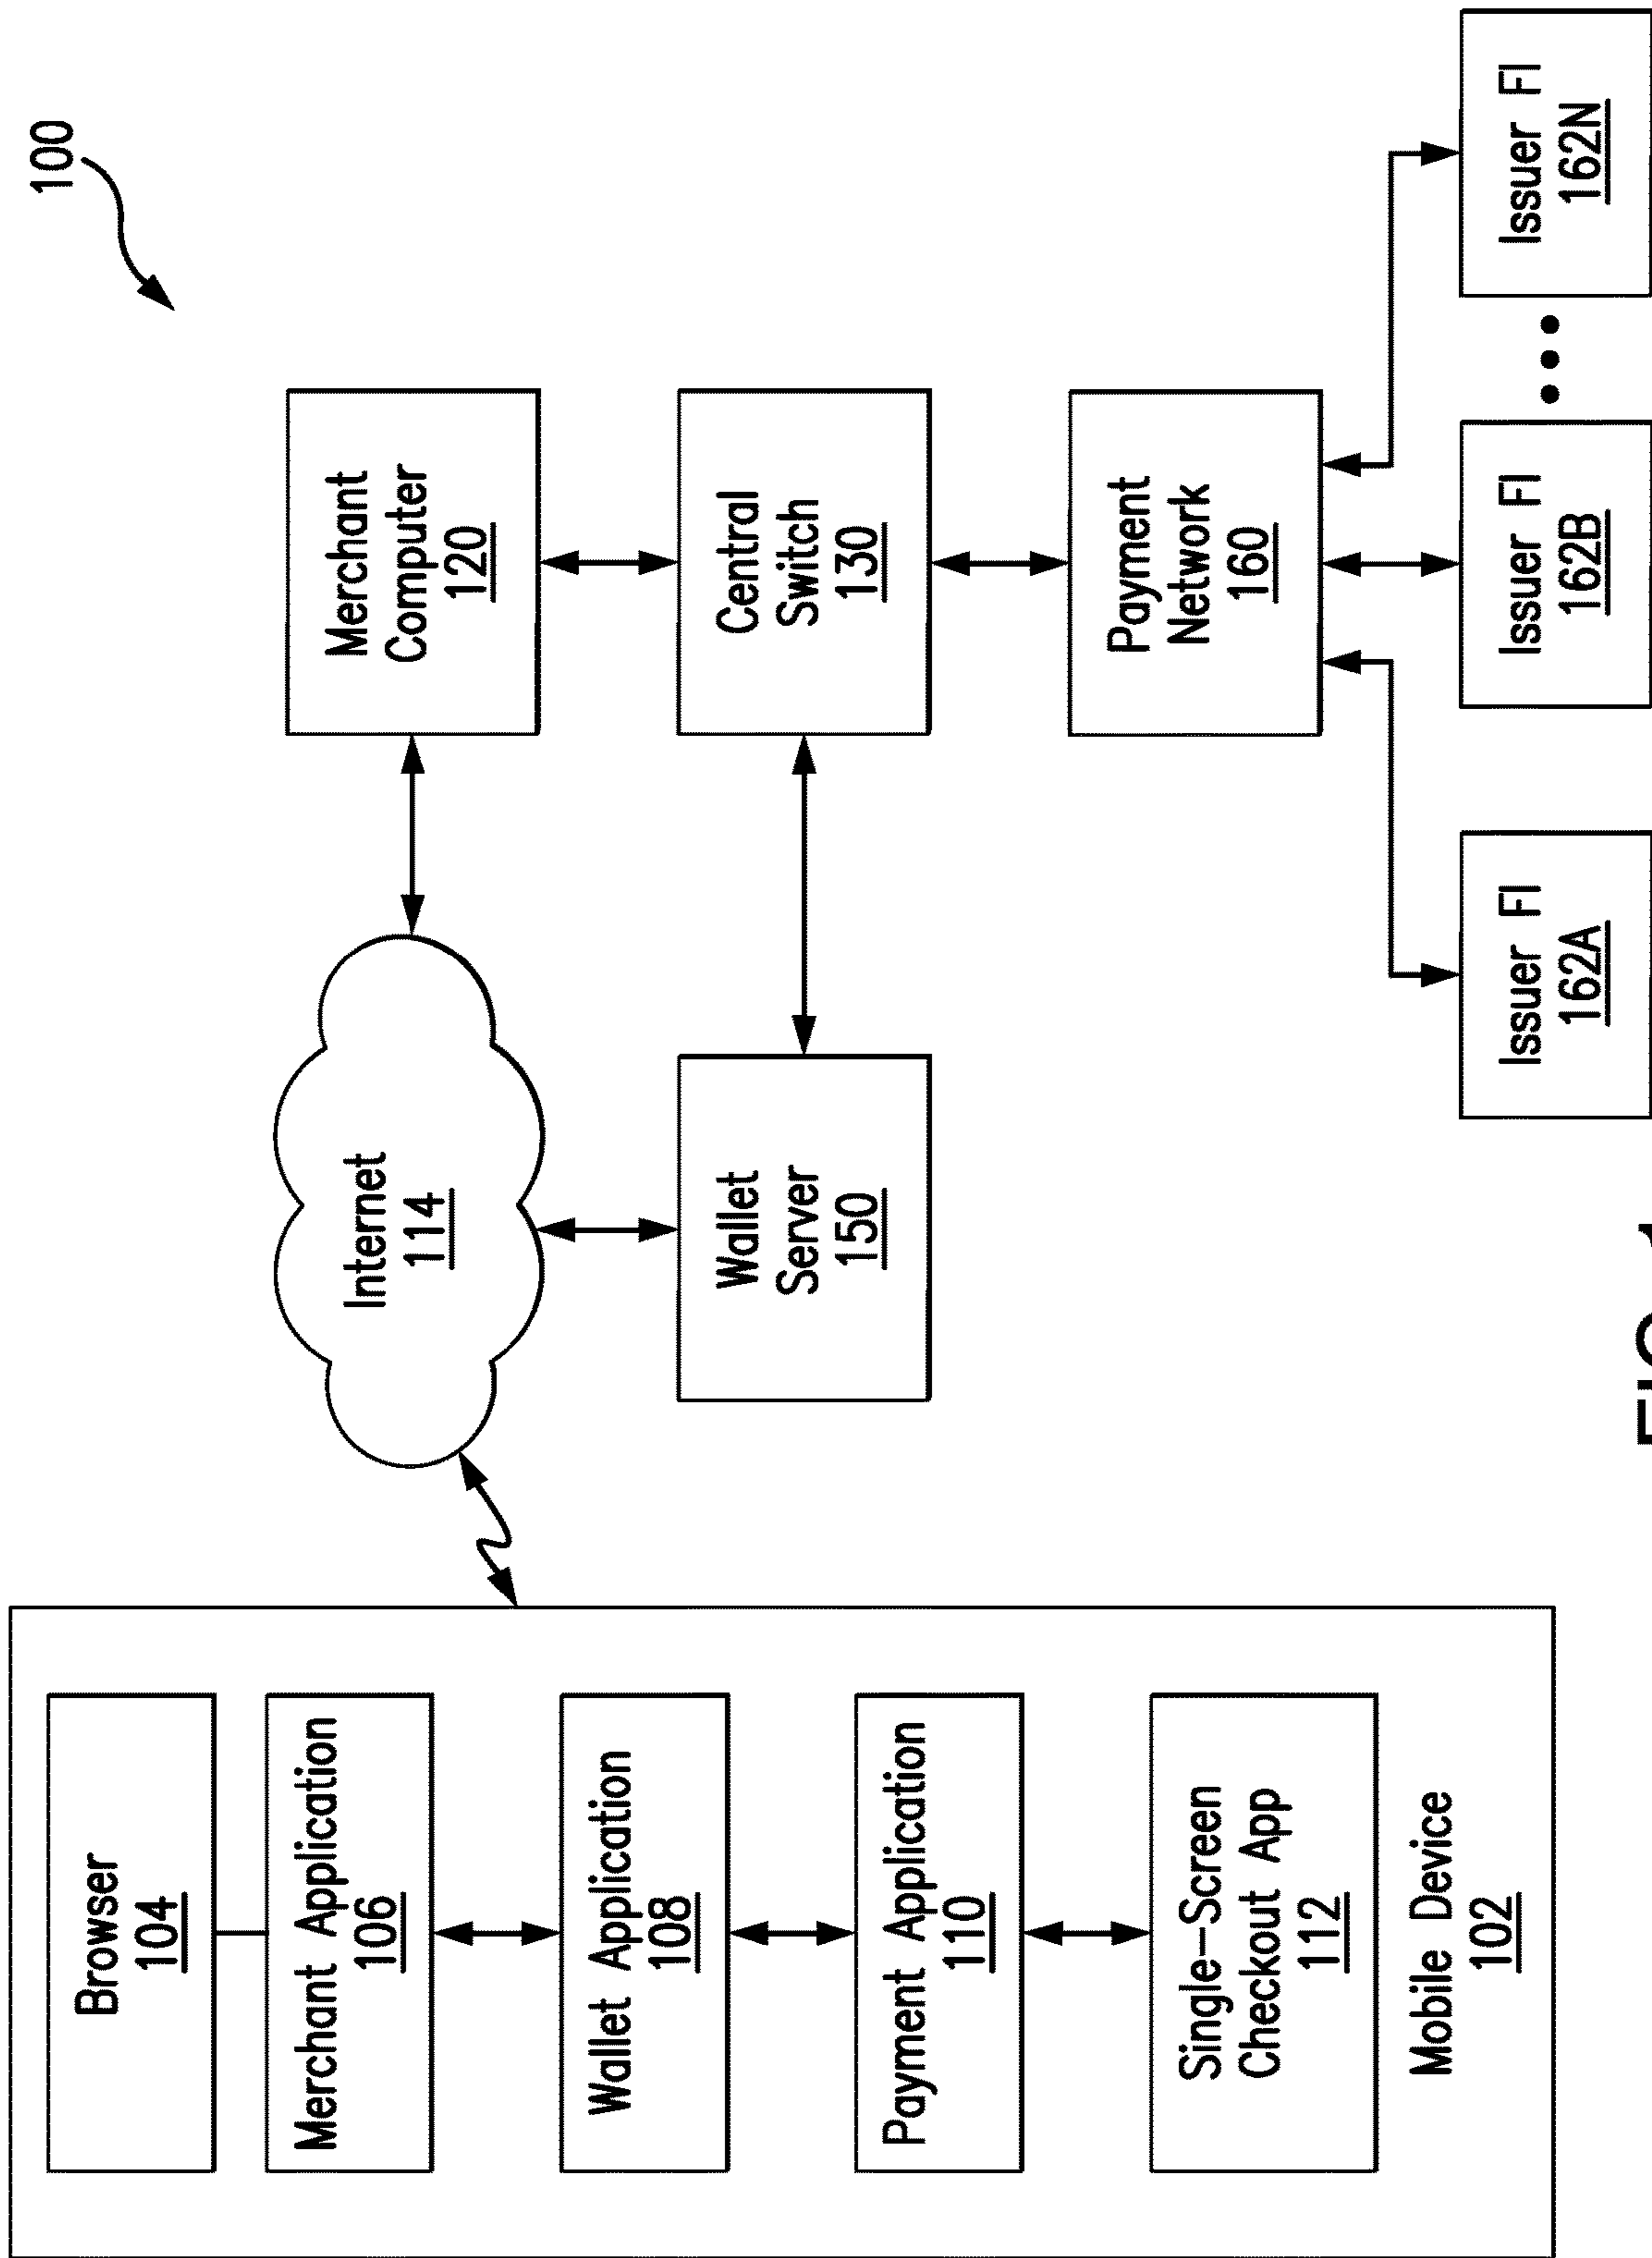 100
Browser
104
Merchant Application
106
Wallet Application
108
Payment Application
110
Single-Screen
Checkout App
112
Mobile Device
102
Internet
114
Wallet
Server
150
Merchant
Computer
120
Central
Switch
130
Payment
Network
160
Issuer FI
162A
Issuer FI
162B
•••
Issuer FI
162N
FIG. 1